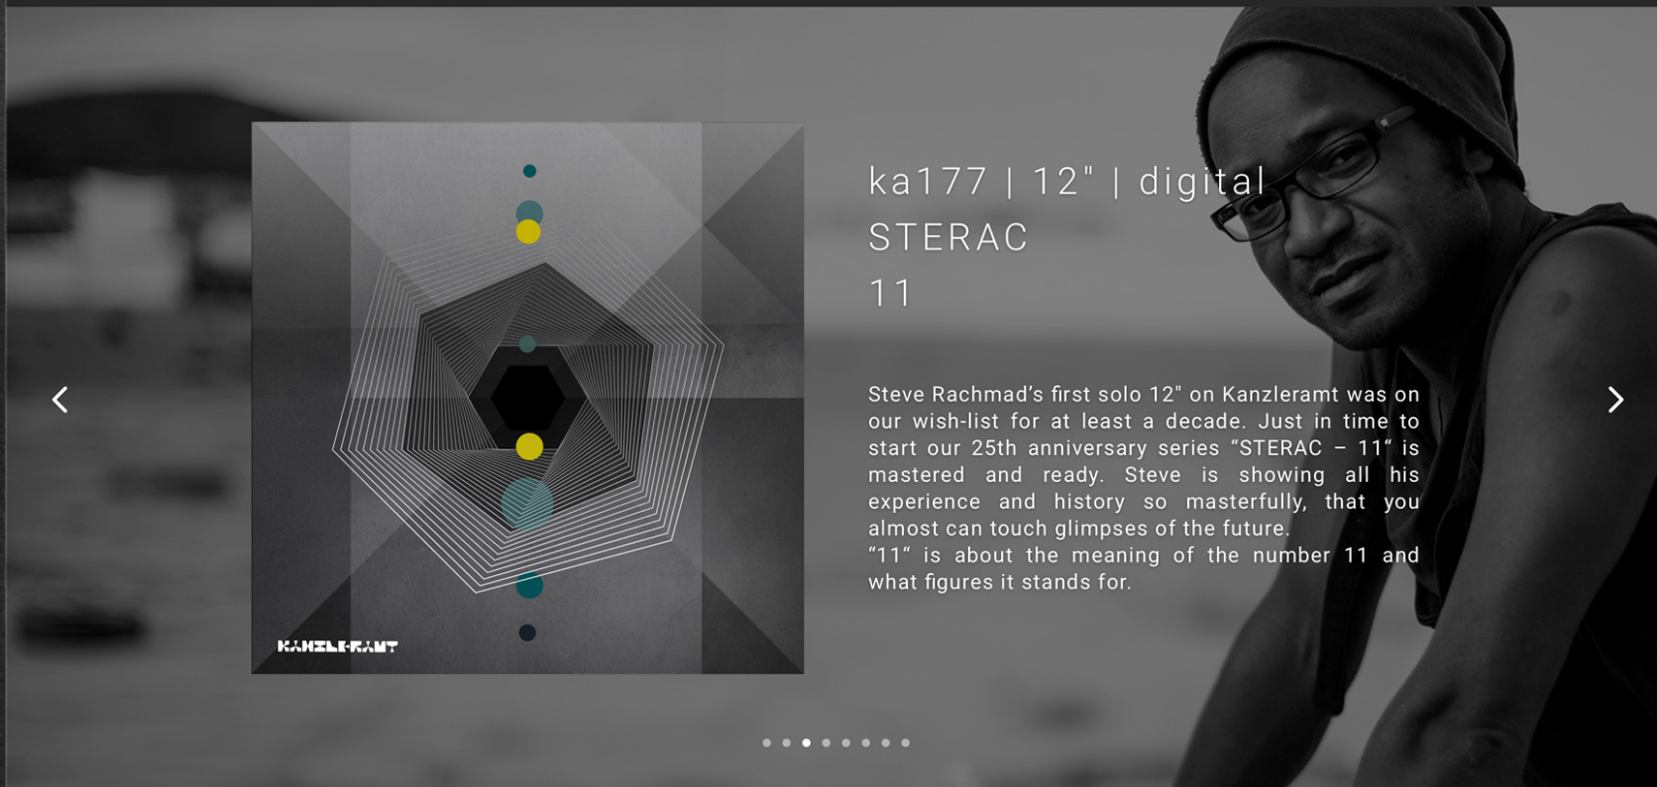 ka177 | 12" | digital
STERAC
11
Steve Rachmad’s first solo 12" on Kanzleramt was on
our wish-list for at least a decade. Just in time to
start our 25th anniversary series “STERAC – 11“ is
mastered and ready. Steve is showing all his
experience and history so masterfully, that you
almost can touch glimpses of the future.
“11“ is about the meaning of the number 11 and
what figures it stands for.
KANZLERAMT